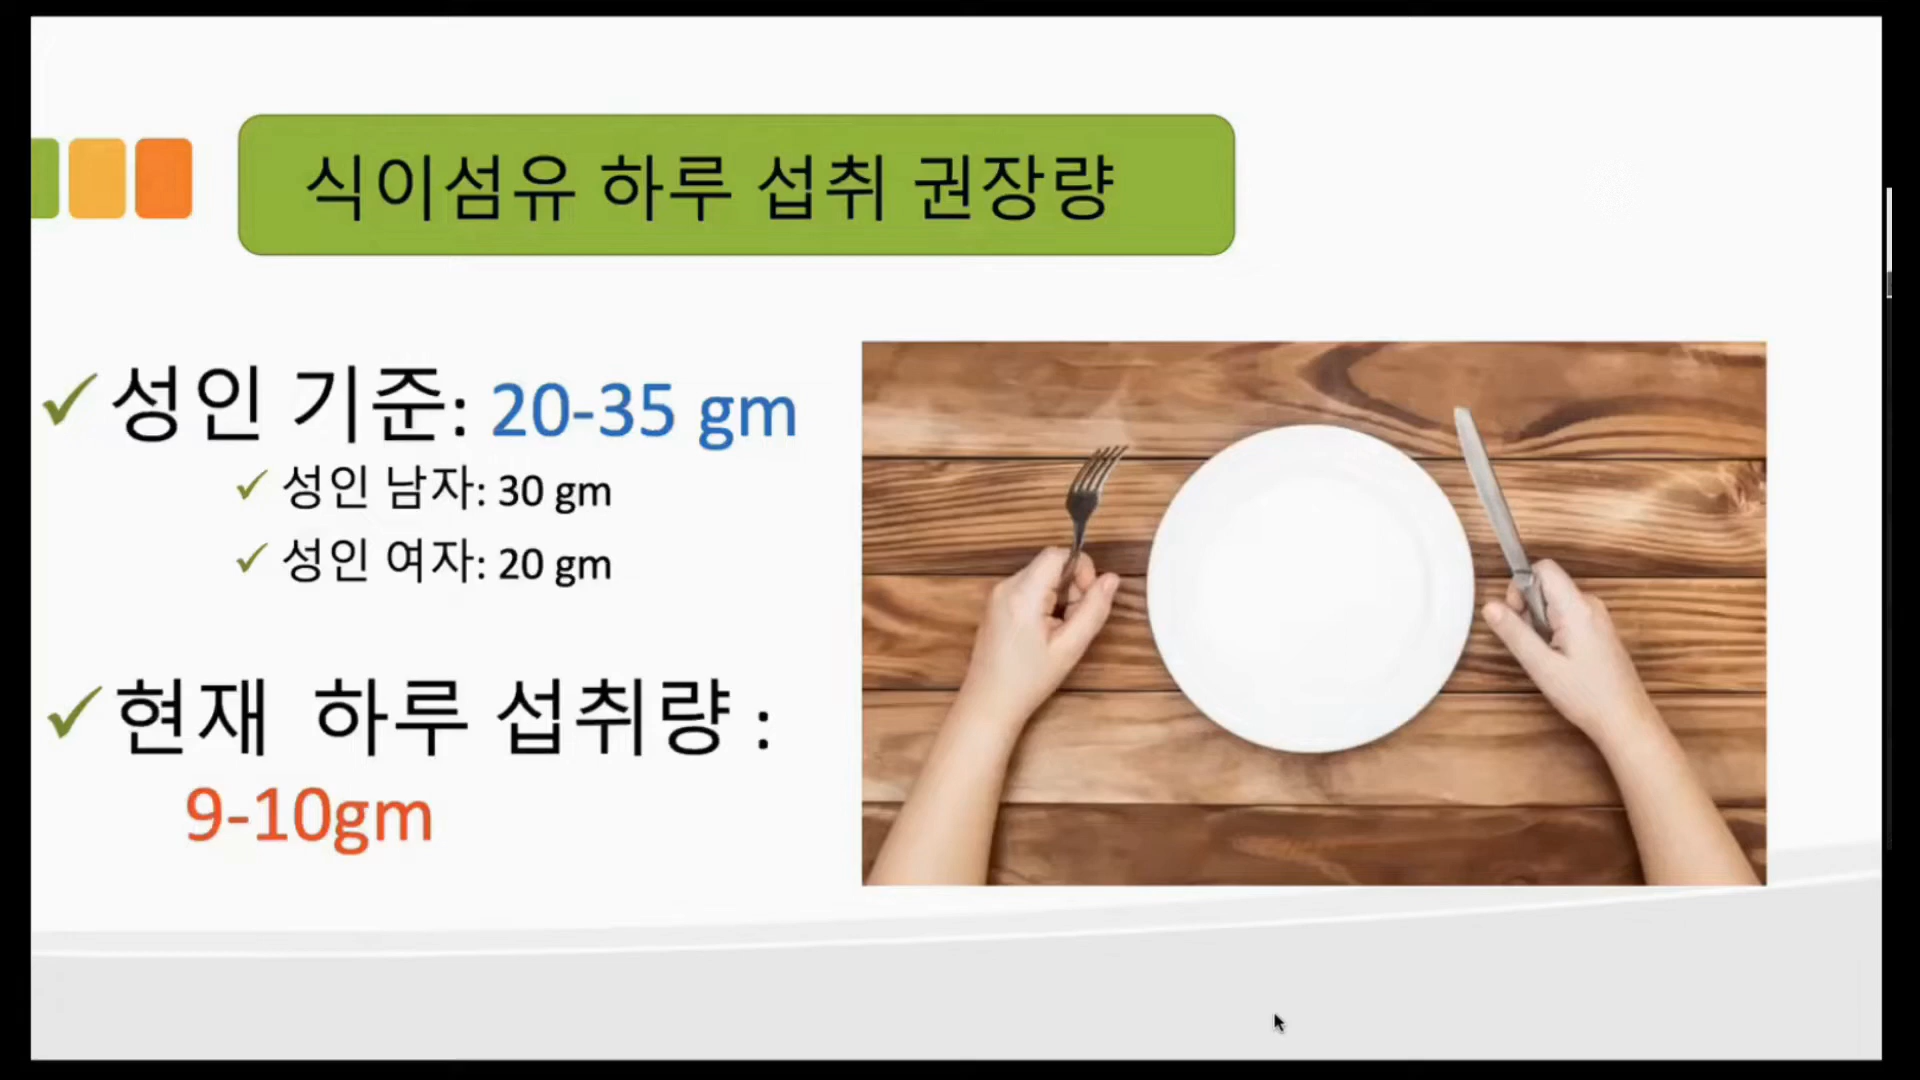 식이섬유 하루 섭취 권장량
성인 기준: 20-35 gm
성인 남자: 30 gm
성인 여자: 20 gm
현재 하루 섭취량 :
9-10gm